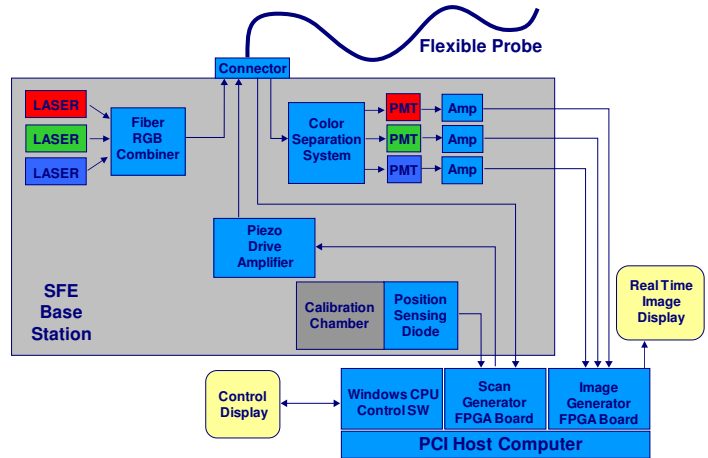 Flexible Probe
Connector
LASER
LASER
LASER
Fiber
RGB
Combiner
Color
Separation
System
PMT
PMT
PMT
Amp
Amp
Amp
Piezo
Drive
Amplifier
SFE
Base
Station
Calibration
Chamber
Position
Sensing
Diode
Real Time
Image
Display
Control
Display
Windows CPU
Control SW
Scan
Generator
FPGA Board
Image
Generator
FPGA Board
PCI Host Computer